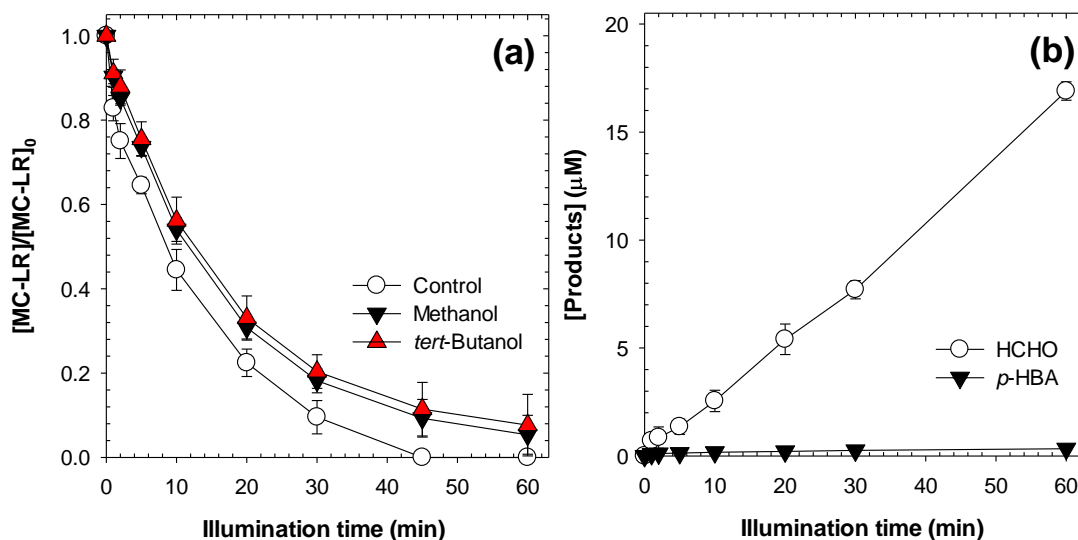 (a)
[MC-LR]/[MC-LR]0
1.0
0.8
0.6
0.4
0.2
0.0
Control
Methanol
tert-Butanol
0 10 20 30 40 50 60
Illumination time (min)
(b)
[Products] (μM)
20
15
10
5
0
HCHO
p-HBA
0 10 20 30 40 50 60
Illumination time (min)